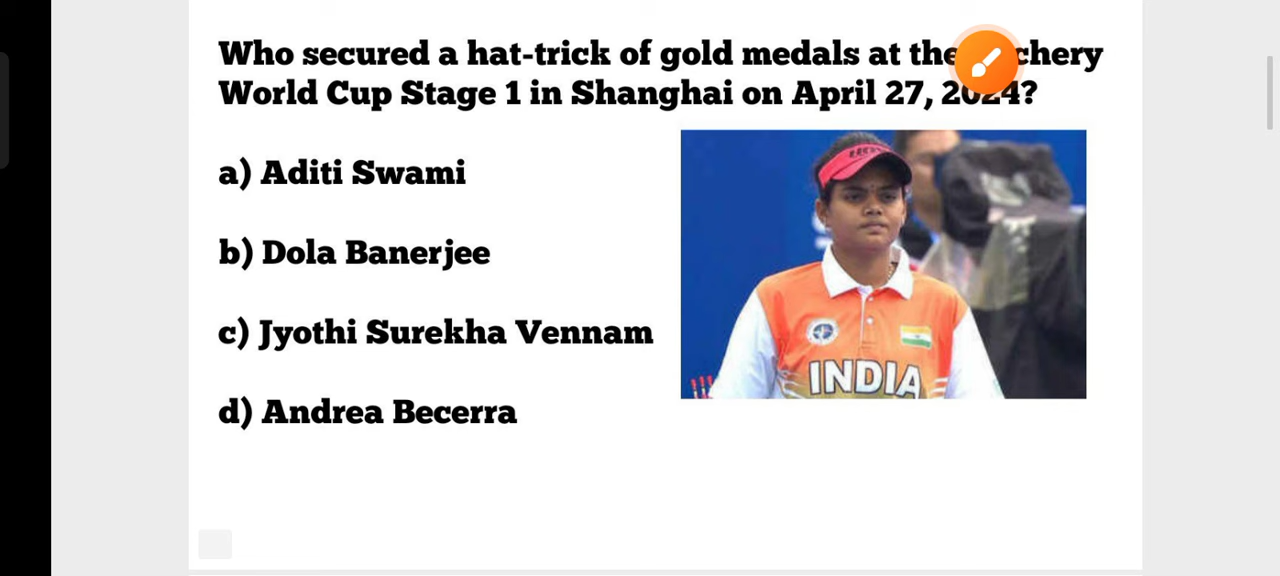 Who secured a hat-trick of gold medals at the chery
World Cup Stage 1 in Shanghai on April 27, 2024?
a) Aditi Swami
b) Dola Banerjee
c) Jyothi Surekha Vennam
d) Andrea Becerra
INDIA